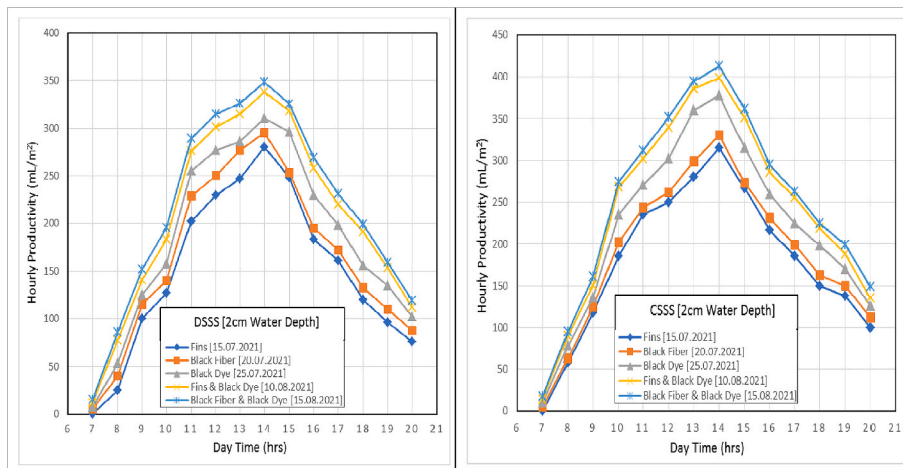 Hourly Productivity (mL/m²)
400
350
300
250
200
150
100
50
0
DSSS [2cm Water Depth]
Fins [15.07.2021]
Black Fiber [20.07.2021]
Black Dye [25.07.2021]
Fins & Black Dye [10.08.2021]
Black Fiber & Black Dye [15.08.2021]
6 7 8 9 10 11 12 13 14 15 16 17 18 19 20 21
Day Time (hrs)
Hourly Productivity (mL/m²)
450
400
350
300
250
200
150
100
50
0
CSSS [2cm Water Depth]
Fins [15.07.2021]
Black Fiber [20.07.2021]
Black Dye [25.07.2021]
Fins & Black Dye [10.08.2021]
Black Fiber & Black Dye [15.08.2021]
6 7 8 9 10 11 12 13 14 15 16 17 18 19 20 21
Day Time (hrs)